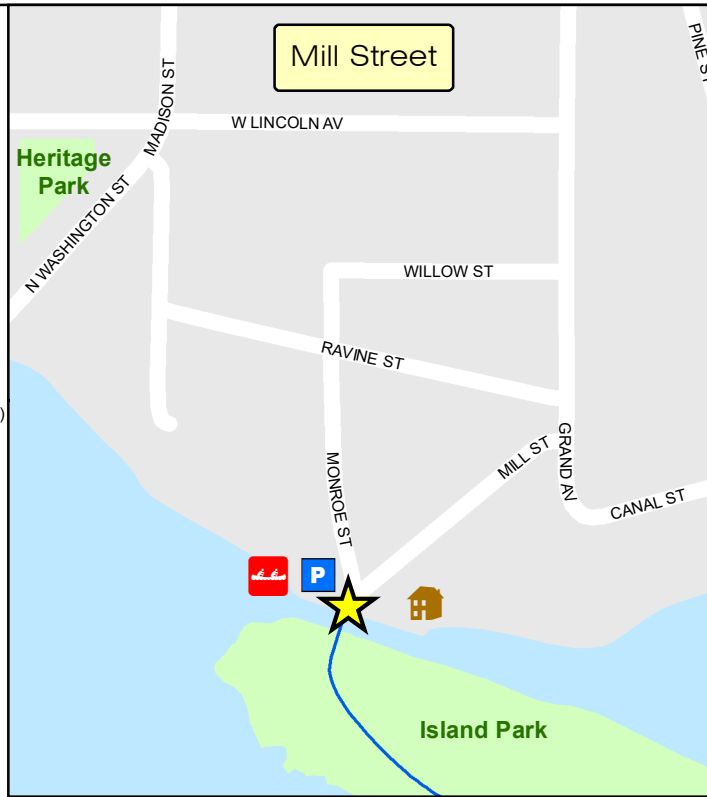 Mill Street
PINE ST
MADISON ST
W LINCOLN AV
Heritage
Park
N WASHINGTON ST
WILLOW ST
RAVINE ST
)
MILL ST
GRAND AV
MONROE ST
CANAL ST
P
Island Park